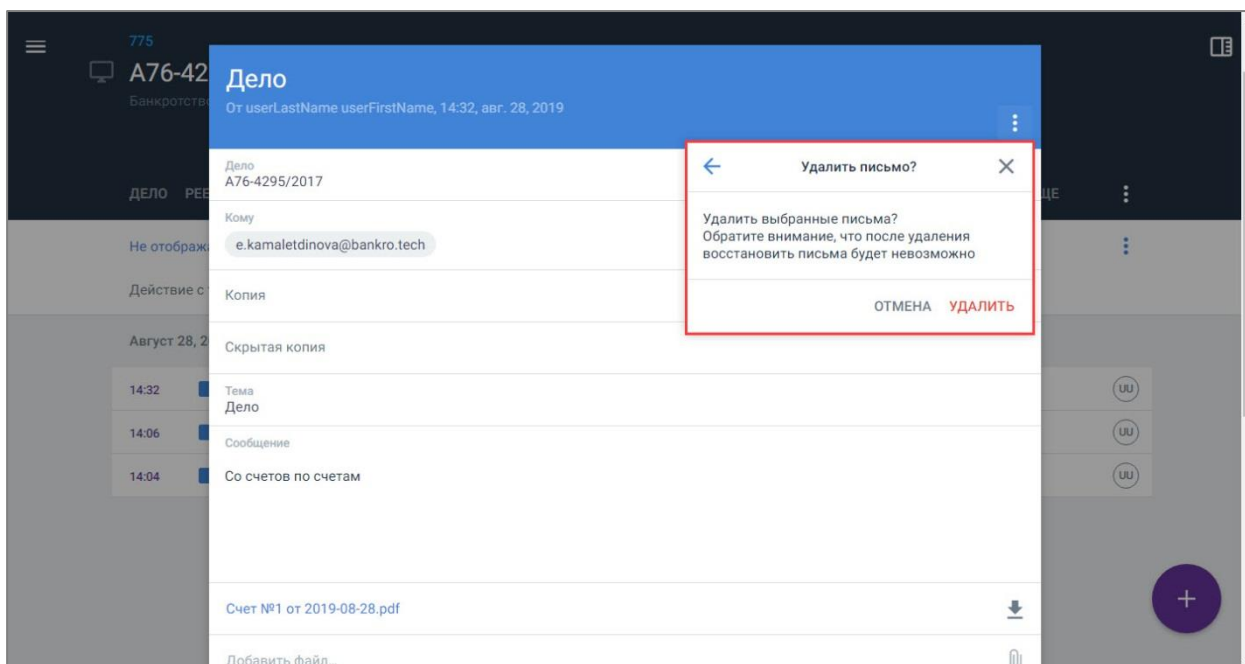 775
А76-42
Банкротство
ДЕЛО РЕЕ
ЦЕ
Не отображ
Действие с
Август 28, 2
14:32
14:06
14:04
UU
UU
UU
Дело
От userLastName userFirstName, 14:32, авг. 28, 2019
Дело
А76-4295/2017
Кому
e.kamaletdinova@bankro.tech
Копия
Скрытая копия
Тема
Дело
Сообщение
Со счетов по счетам
Счет №1 от 2019-08-28.pdf
Добавить файл...
Удалить письмо?
Удалить выбранные письма?
Обратите внимание, что после удаления
восстановить письма будет невозможно
ОТМЕНА УДАЛИТЬ